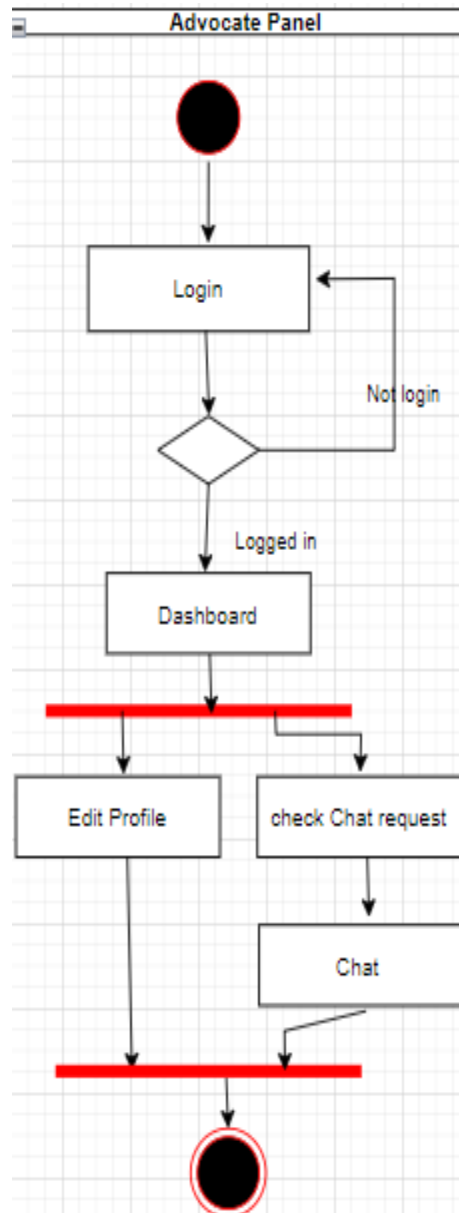 Advocate Panel
Login
Not login
Logged in
Dashboard
Edit Profile
check Chat request
Chat